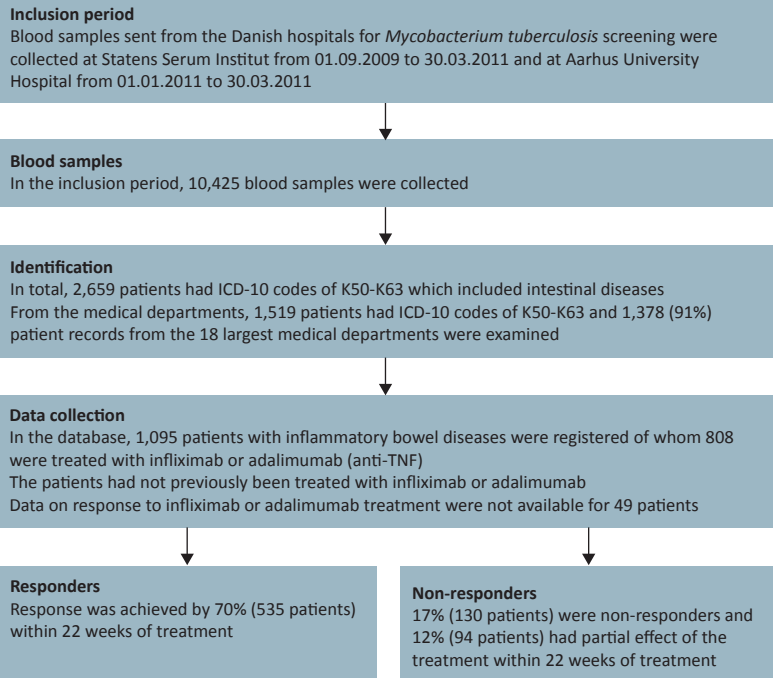 Inclusion period
Blood samples sent from the Danish hospitals for Mycobacterium tuberculosis screening were
collected at Statens Serum Institut from 01.09.2009 to 30.03.2011 and at Aarhus University
Hospital from 01.01.2011 to 30.03.2011
Blood samples
In the inclusion period, 10,425 blood samples were collected
Identification
In total, 2,659 patients had ICD-10 codes of K50-K63 which included intestinal diseases
From the medical departments, 1,519 patients had ICD-10 codes of K50-K63 and 1,378 (91%)
patient records from the 18 largest medical departments were examined
Data collection
In the database, 1,095 patients with inflammatory bowel diseases were registered of whom 808
were treated with infliximab or adalimumab (anti-TNF)
The patients had not previously been treated with infliximab or adalimumab
Data on response to infliximab or adalimumab treatment were not available for 49 patients
Responders
Response was achieved by 70% (535 patients)
within 22 weeks of treatment
Non-responders
17% (130 patients) were non-responders and
12% (94 patients) had partial effect of the
treatment within 22 weeks of treatment